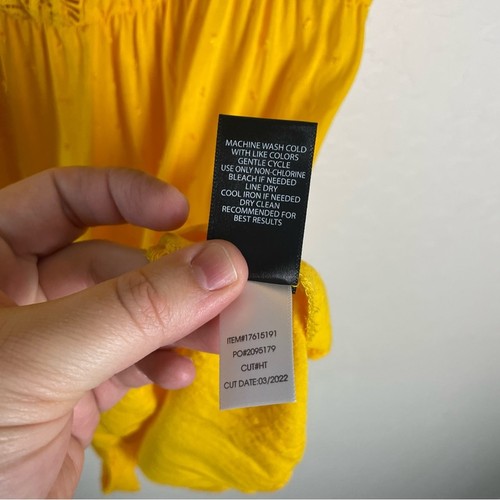 MACHINE WASH COLD
WITH LIKE COLORS
GENTLE CYCLE
USE ONLY NON-CHLORINE
BLEACH IF NEEDED
LINE DRY
COOL IRON IF NEEDED
DRY CLEAN
RECOMMENDED FOR
BEST RESULTS
ITEM#17615191
PO#2095179
CUT#HT
CUT DATE:03/2022